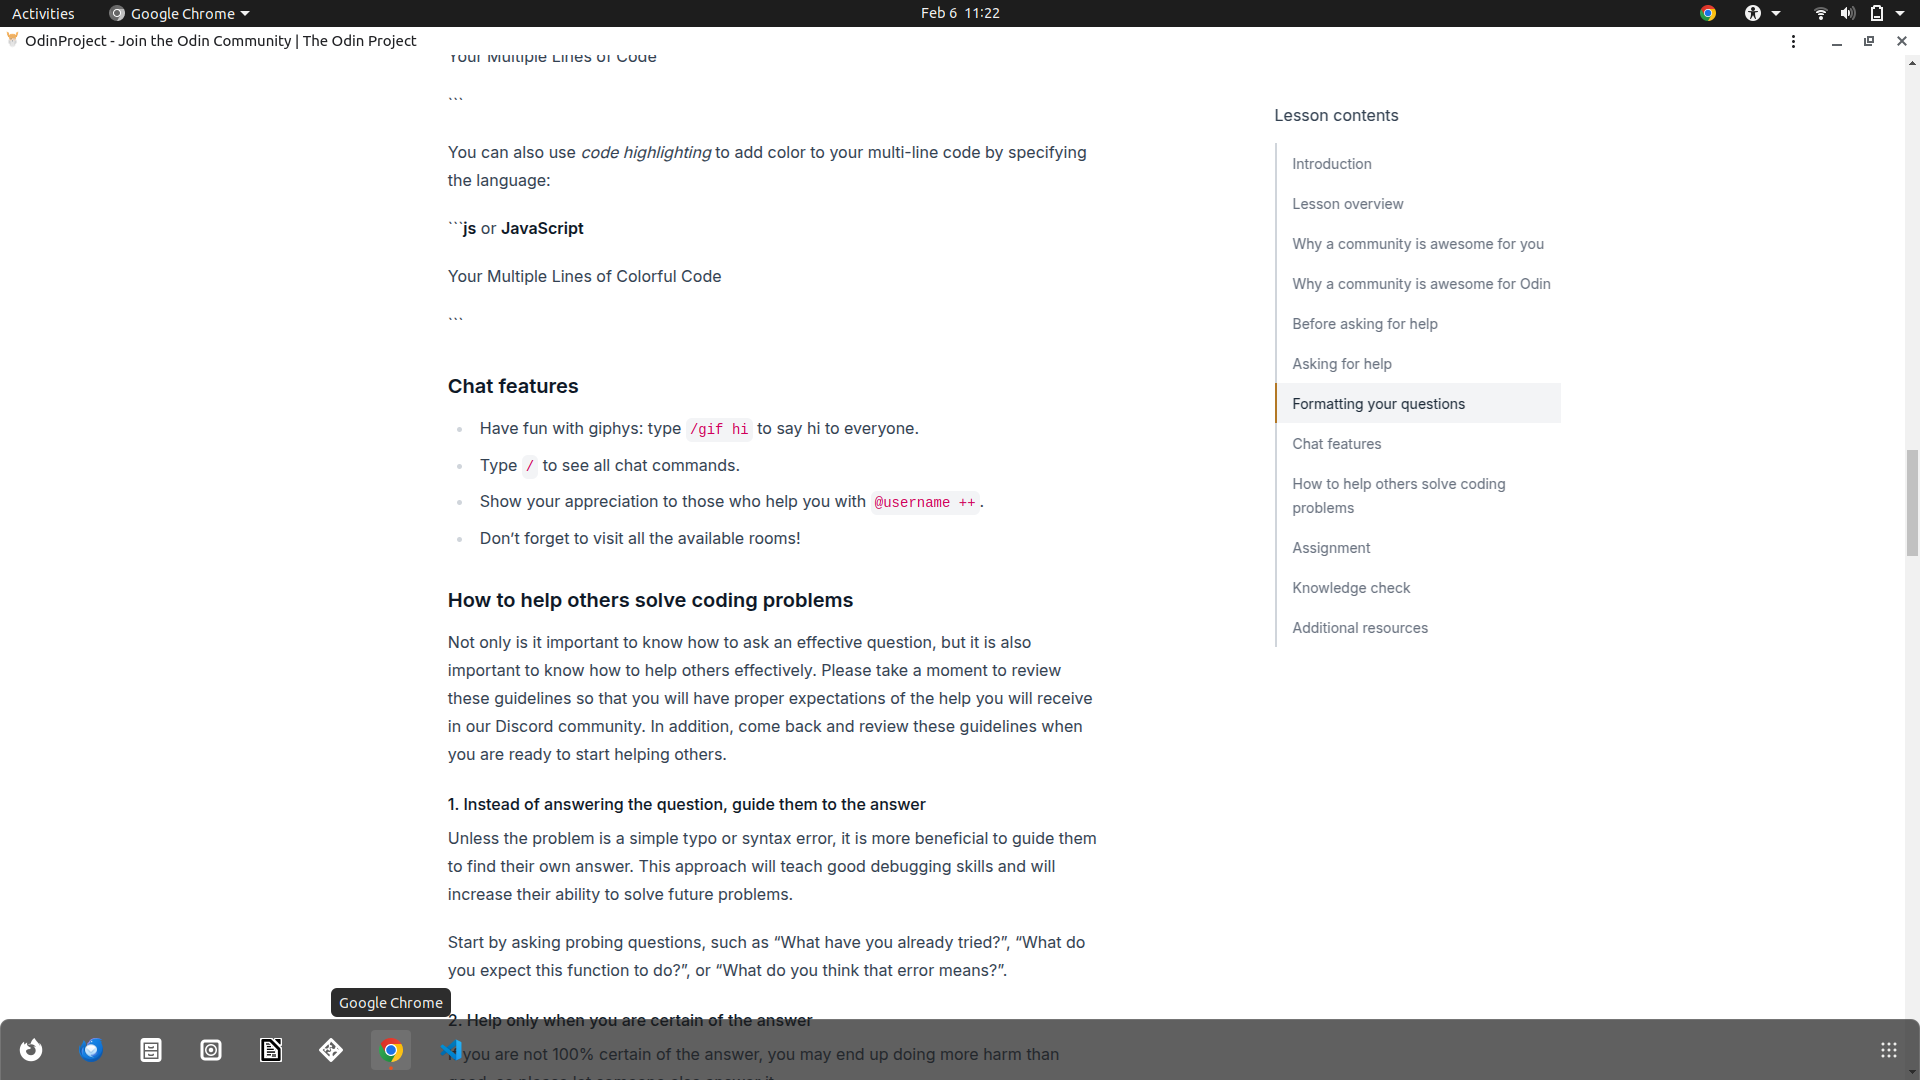 Activities
Google Chrome
Feb 6 11:22
OdinProject - Join the Odin Community | The Odin Project
Your Multiple Lines of Code
```
You can also use code highlighting to add color to your multi-line code by specifying
the language:
```js or JavaScript
Your Multiple Lines of Colorful Code
```
Chat features
Have fun with giphys: type /gif hi to say hi to everyone.
Type / to see all chat commands.
Show your appreciation to those who help you with @username ++.
Don’t forget to visit all the available rooms!
How to help others solve coding problems
Not only is it important to know how to ask an effective question, but it is also
important to know how to help others effectively. Please take a moment to review
these guidelines so that you will have proper expectations of the help you will receive
in our Discord community. In addition, come back and review these guidelines when
you are ready to start helping others.
1. Instead of answering the question, guide them to the answer
Unless the problem is a simple typo or syntax error, it is more beneficial to guide them
to find their own answer. This approach will teach good debugging skills and will
increase their ability to solve future problems.
Start by asking probing questions, such as “What have you already tried?”, “What do
you expect this function to do?”, or “What do you think that error means?”.
2. Help only when you are certain of the answer
you are not 100% certain of the answer, you may end up doing more harm than
Lesson contents
Introduction
Lesson overview
Why a community is awesome for you
Why a community is awesome for Odin
Before asking for help
Asking for help
Formatting your questions
Chat features
How to help others solve coding
problems
Assignment
Knowledge check
Additional resources
Google Chrome